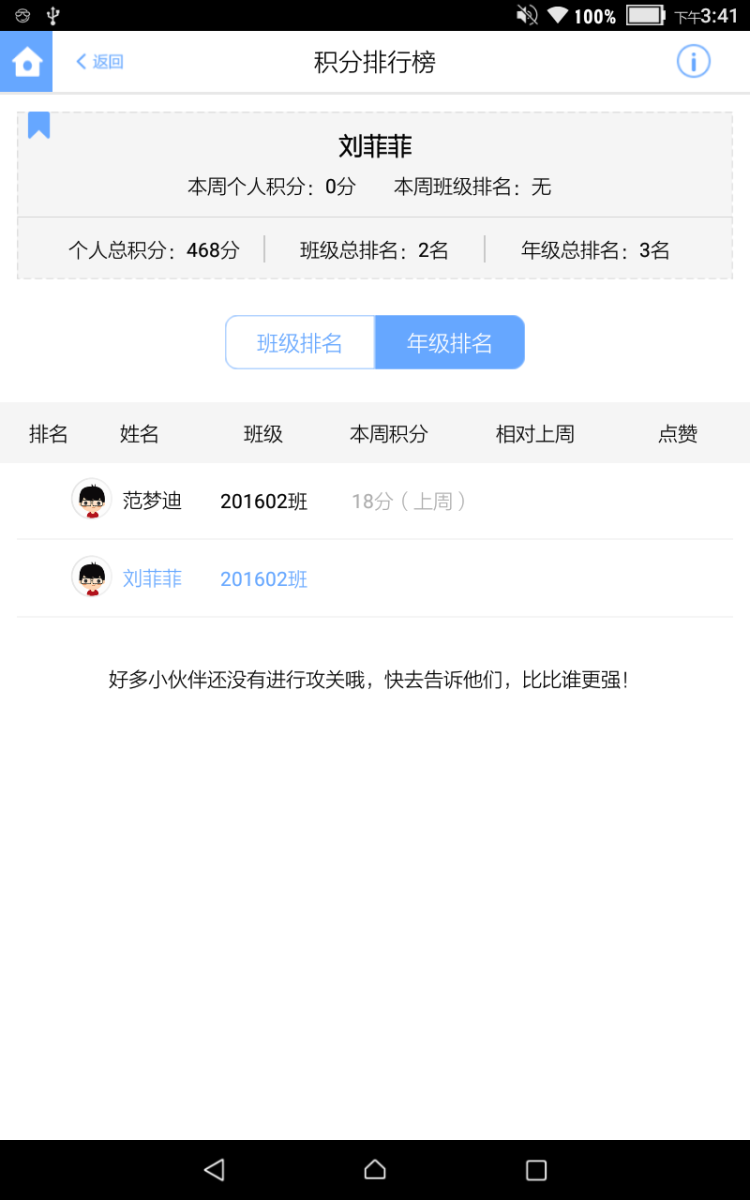 100% 下午3:41
返回 积分排行榜
刘菲菲
本周个人积分：0分 本周班级排名：无
个人总积分：468分 班级总排名：2名 年级总排名：3名
班级排名 年级排名
排名 姓名 班级 本周积分 相对上周 点赞
范梦迪 201602班 18分（上周）
刘菲菲 201602班
好多小伙伴还没有进行攻关哦，快去告诉他们，比比谁更强！